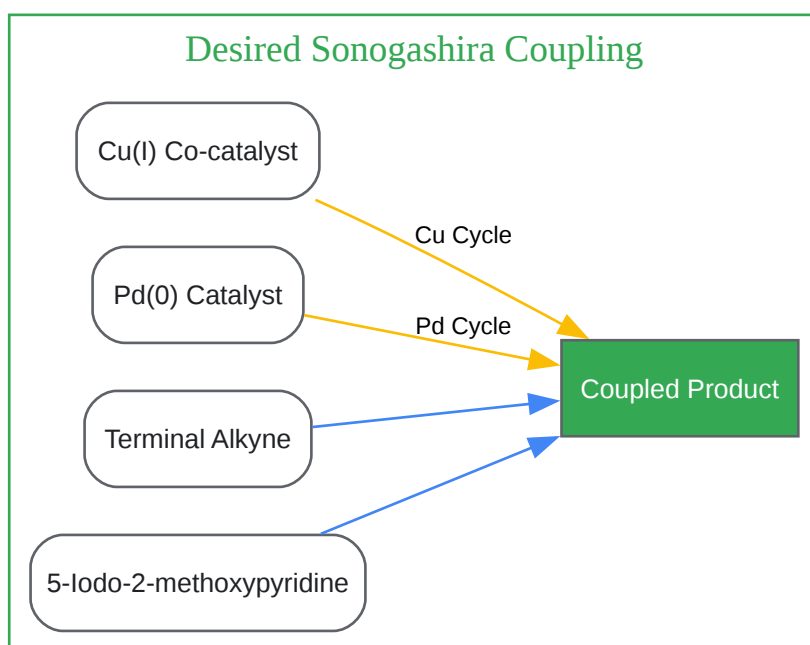 Desired Sonogashira Coupling
Cu(I) Co-catalyst
Cu Cycle
Pd(0) Catalyst
Pd Cycle
Coupled Product
Terminal Alkyne
5-Iodo-2-methoxypyridine